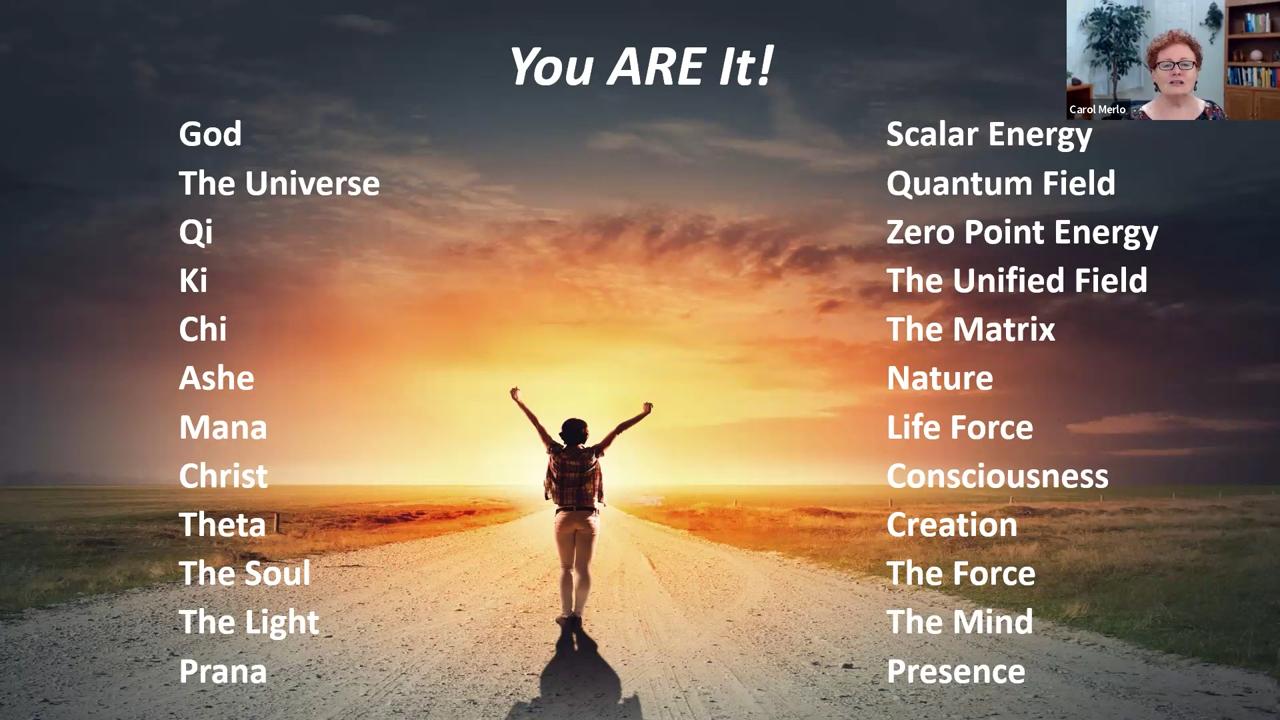 You ARE It!
Carol Merlo
God
The Universe
Qi
Ki
Chi
Ashe
Mana
Christ
Theta
The Soul
The Light
Prana
Scalar Energy
Quantum Field
Zero Point Energy
The Unified Field
The Matrix
Nature
Life Force
Consciousness
Creation
The Force
The Mind
Presence